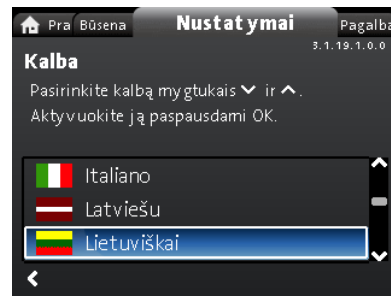 Pra Būsena Nustatymai Pagalba
3.1.19.1.0.0
Kalba
Pasirinkite kalbą mygtukais ir .
Aktyvuokite ją paspausdami OK.
Italiano
Latviešu
Lietuviškai